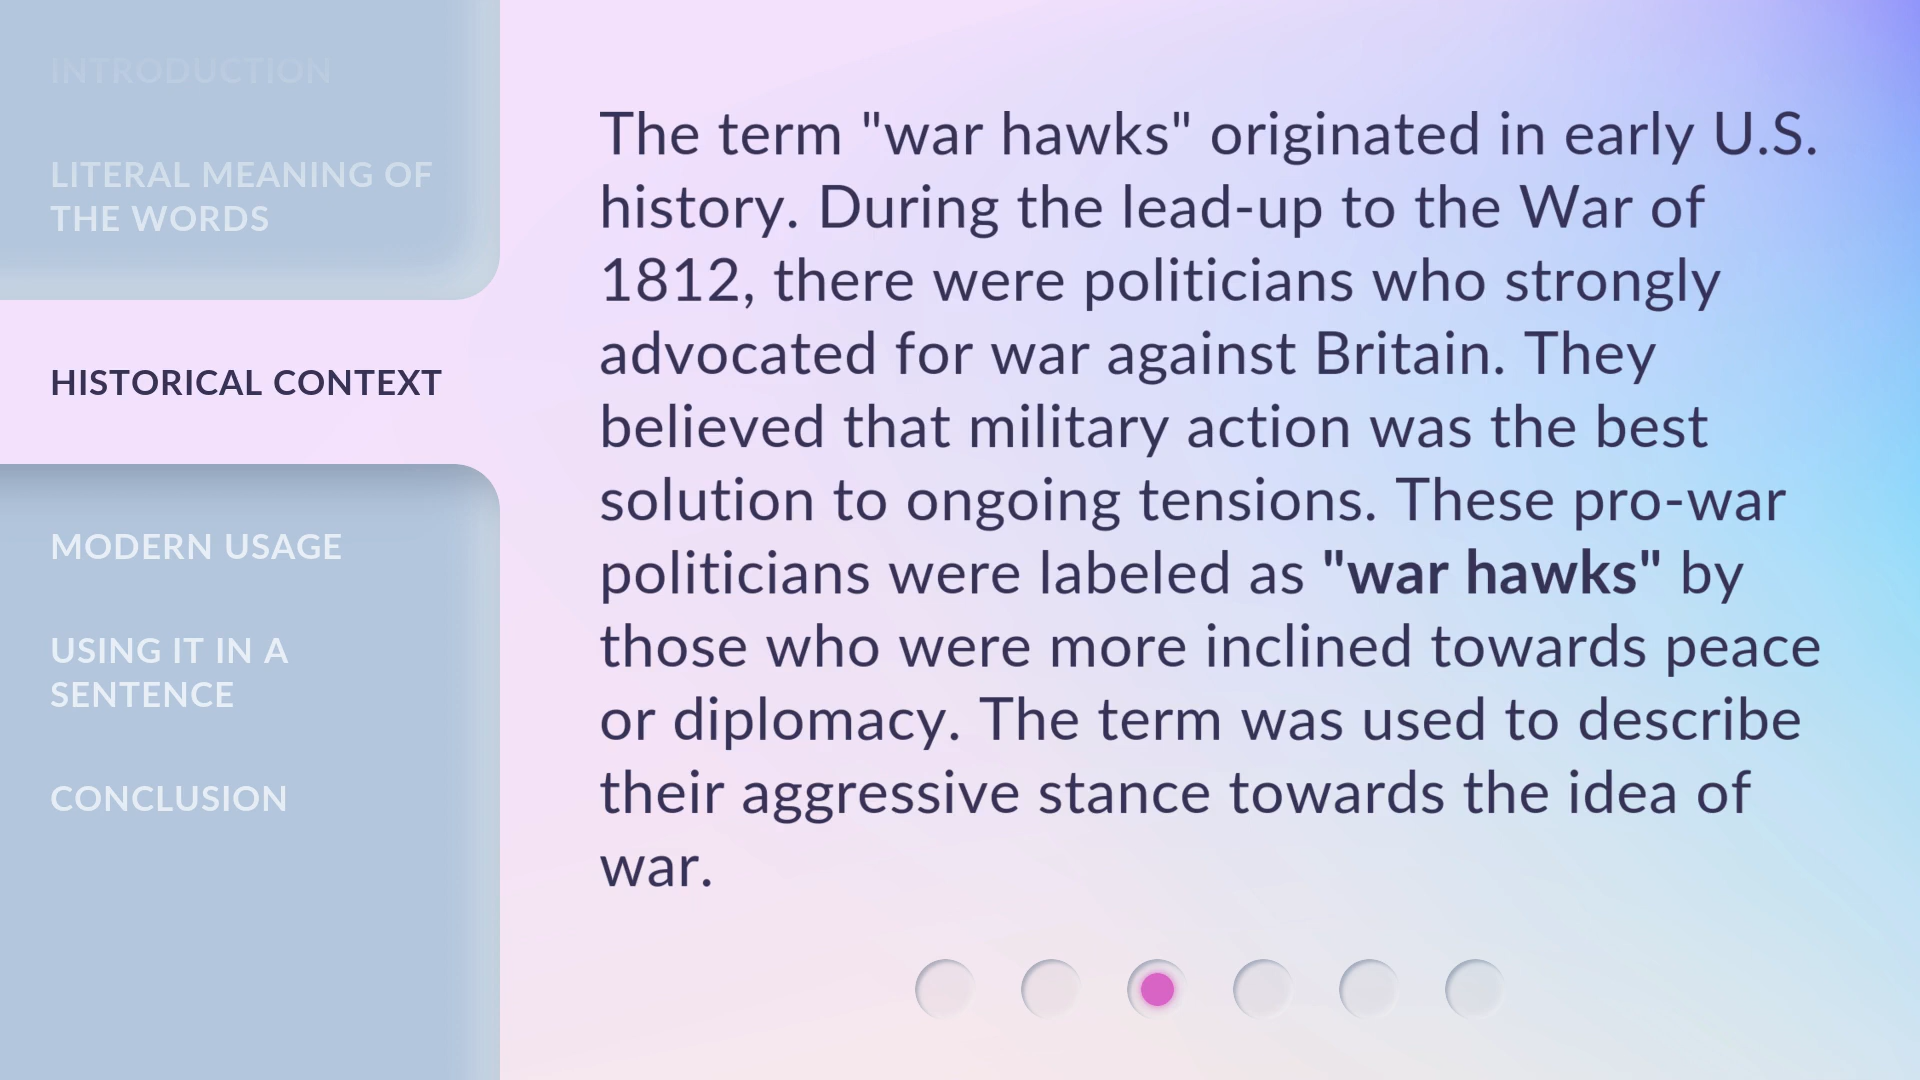 INTRODUCTION
LITERAL MEANING OF
THE WORDS
HISTORICAL CONTEXT
MODERN USAGE
USING IT IN A
SENTENCE
CONCLUSION
The term "war hawks" originated in early U.S.
history. During the lead-up to the War of
1812, there were politicians who strongly
advocated for war against Britain. They
believed that military action was the best
solution to ongoing tensions. These pro-war
politicians were labeled as "war hawks" by
those who were more inclined towards peace
or diplomacy. The term was used to describe
their aggressive stance towards the idea of
war.